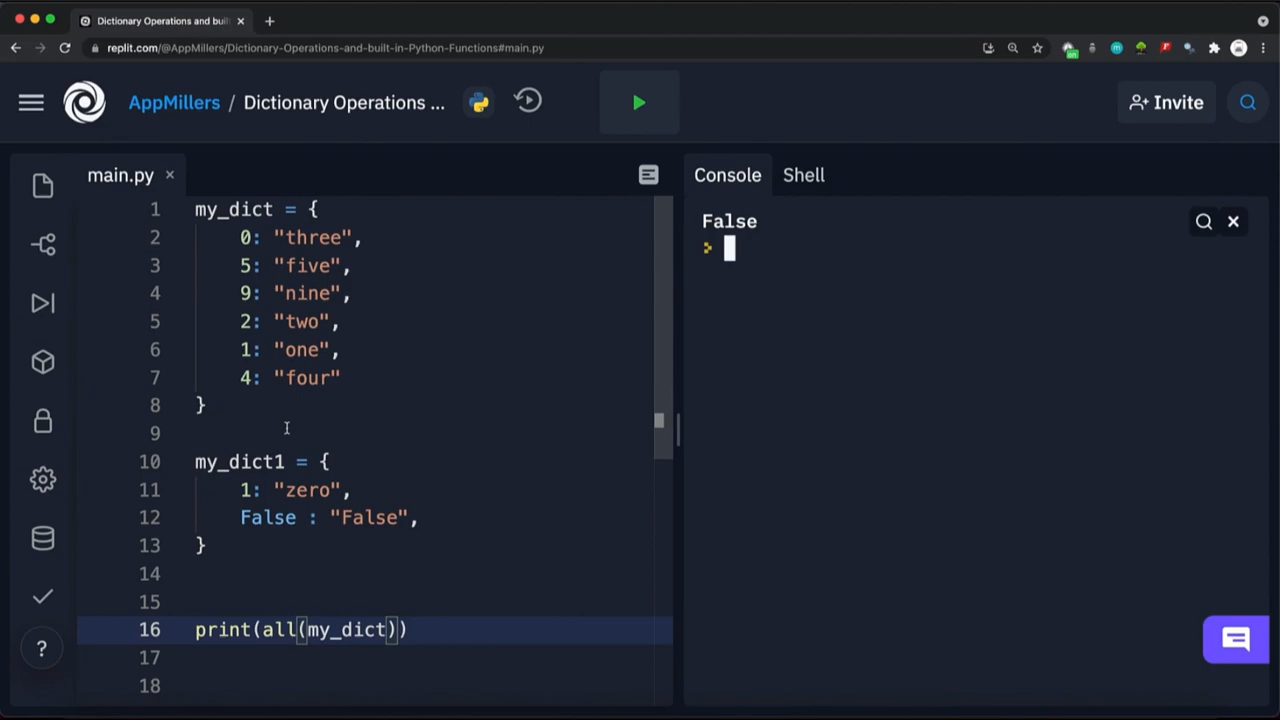 Dictionary Operations and buil
replit.com/@AppMillers/Dictionary-Operations-and-built-in-Python-Functions#main.py
AppMillers / Dictionary Operations ...
Invite
main.py
Console
Shell
1 my_dict = {
2 0: "three",
3 5: "five",
4 9: "nine",
5 2: "two",
6 1: "one",
7 4: "four"
8 }
9
10 my_dict1 = {
11 1: "zero",
12 False : "False",
13 }
14
15
16 print(all(my_dict))
17
18
False
>
?